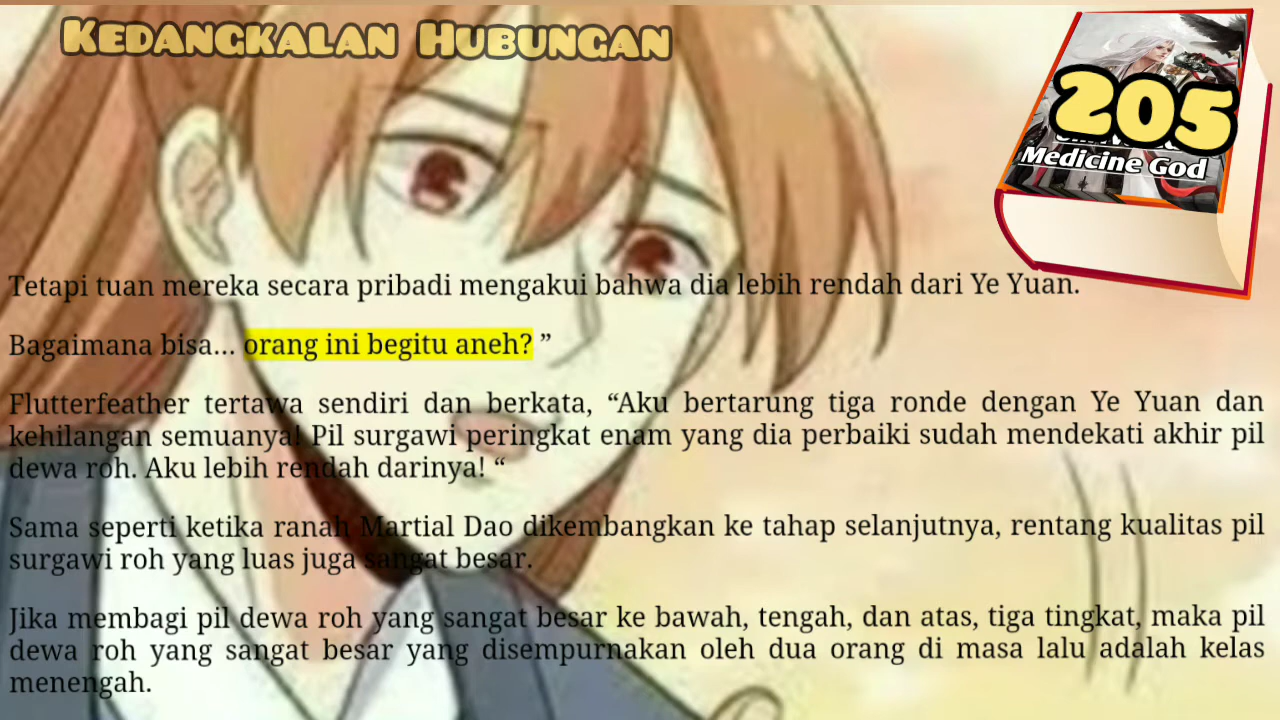 Kedangkalan Hubungan
205
Medicine God
Tetapi tuan mereka secara pribadi mengakui bahwa dia lebih rendah dari Ye Yuan.
Bagaimana bisa... orang ini begitu aneh? ”
Flutterfeather tertawa sendiri dan berkata, “Aku bertarung tiga ronde dengan Ye Yuan dan
kehilangan semuanya! Pil surgawi peringkat enam yang dia perbaiki sudah mendekati akhir pil
dewa roh. Aku lebih rendah darinya! “
Sama seperti ketika ranah Martial Dao dikembangkan ke tahap selanjutnya, rentang kualitas pil
surgawi roh yang luas juga sangat besar.
Jika membagi pil dewa roh yang sangat besar ke bawah, tengah, dan atas, tiga tingkat, maka pil
dewa roh yang sangat besar yang disempurnakan oleh dua orang di masa lalu adalah kelas
menengah.